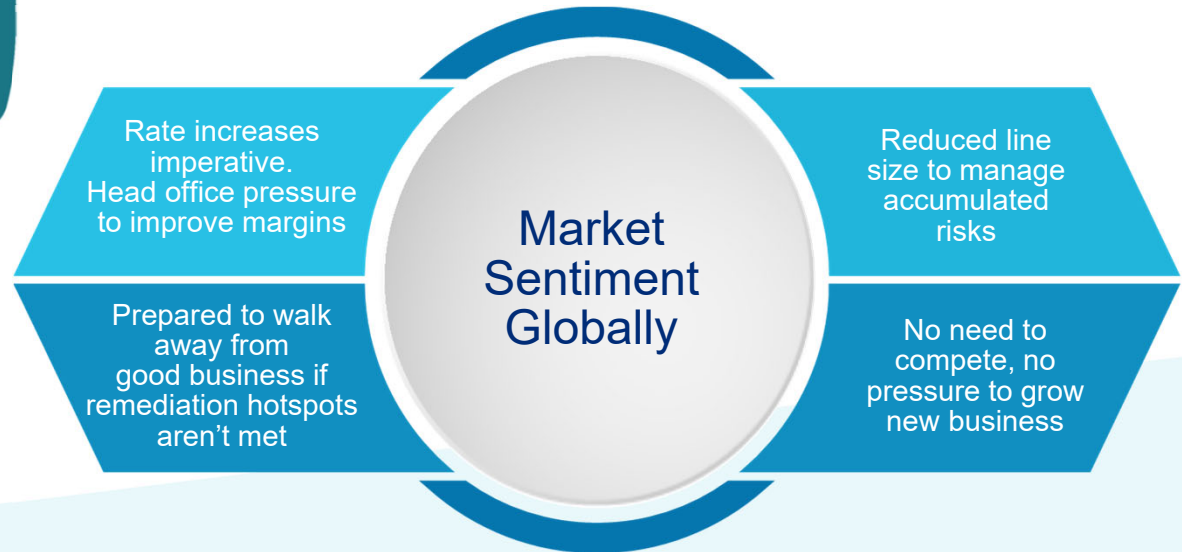 Rate increases
imperative.
Head office pressure
to improve margins
Prepared to walk
away from
good business if
remediation hotspots
aren’t met
Market
Sentiment
Globally
Reduced line
size to manage
accumulated
risks
No need to
compete, no
pressure to grow
new business